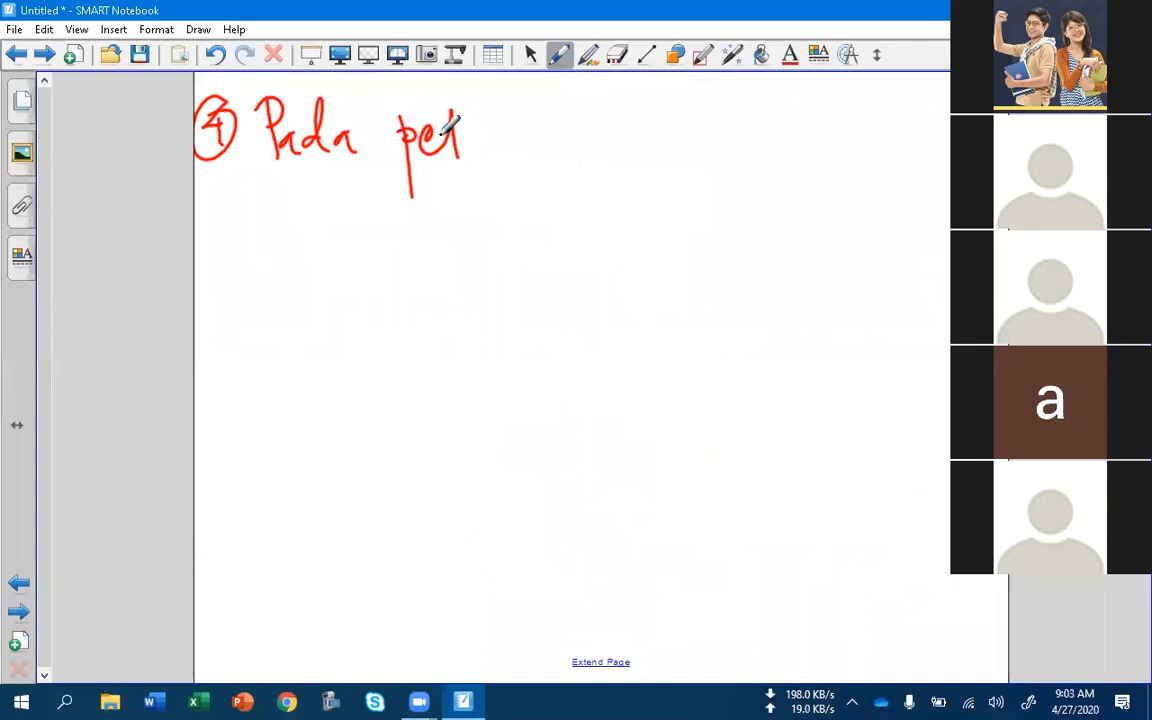 Untitled * - SMART Notebook
File Edit View Insert Format Draw Help
④ Pada pet
a
Extend Page
198.0 KB/s
19.0 KB/s
9:03 AM
4/27/2020